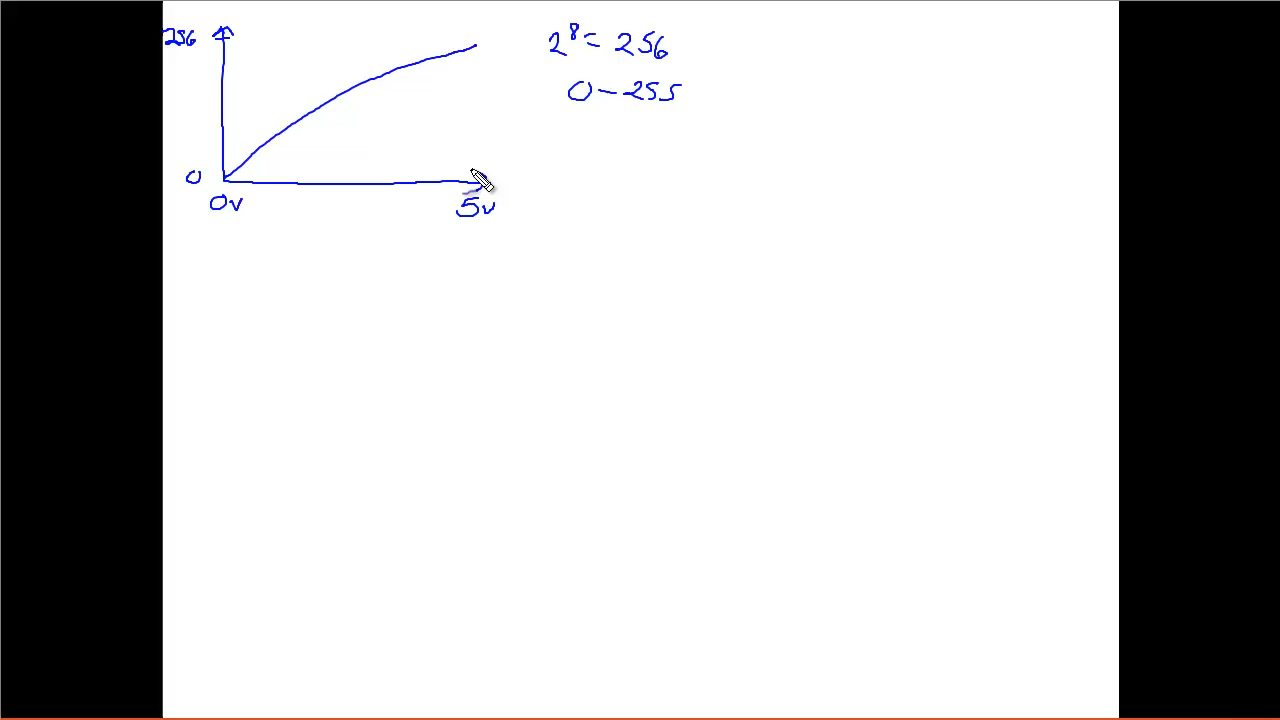 256
2⁸ = 256
0 – 255
0
0v
5v